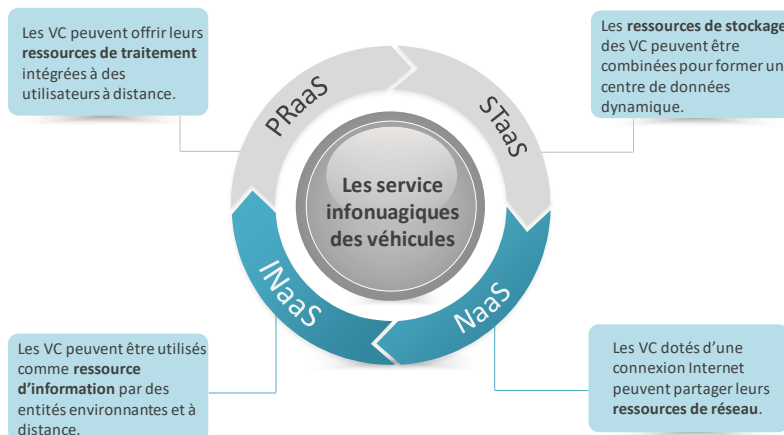 Les VC peuvent offrir leurs
ressources de traitement
intégrées à des
utilisateurs à distance.
Les ressources de stockage
des VC peuvent être
combinées pour former un
centre de données
dynamique.
PRaaS
STaaS
Les service
infonuagiques
des véhicules
INaaS
NaaS
Les VC peuvent être utilisés
comme ressource
d’information par des
entités environnantes et à
distance.
Les VC dotés d’une
connexion Internet
peuvent partager leurs
ressources de réseau.